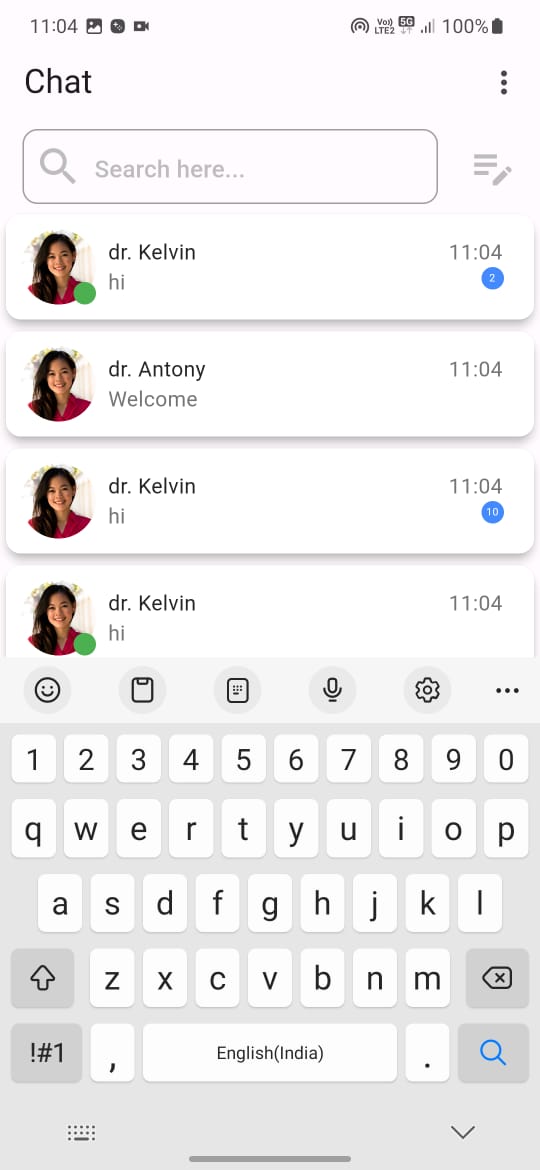 11:04 Vo)) LTE2 5G 100%
Chat
Search here...
dr. Kelvin 11:04
hi 2
dr. Antony 11:04
Welcome
dr. Kelvin 11:04
hi 10
dr. Kelvin 11:04
hi
1 2 3 4 5 6 7 8 9 0
q w e r t y u i o p
a s d f g h j k l
z x c v b n m
!#1 , English(India) .